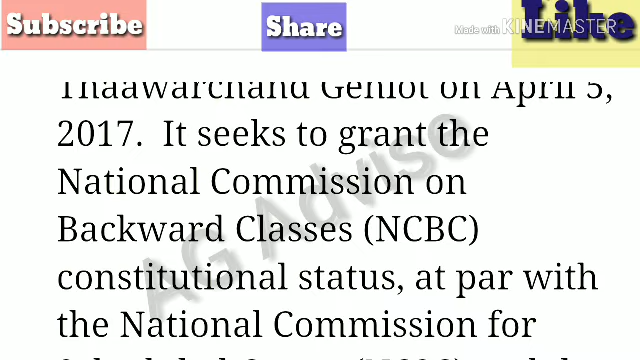 Subscribe
Share
Like
Made with KINEMASTER
Thaawarchand Gehlot on April 5,
2017. It seeks to grant the
National Commission on
Backward Classes (NCBC)
constitutional status, at par with
the National Commission for
AG Advise